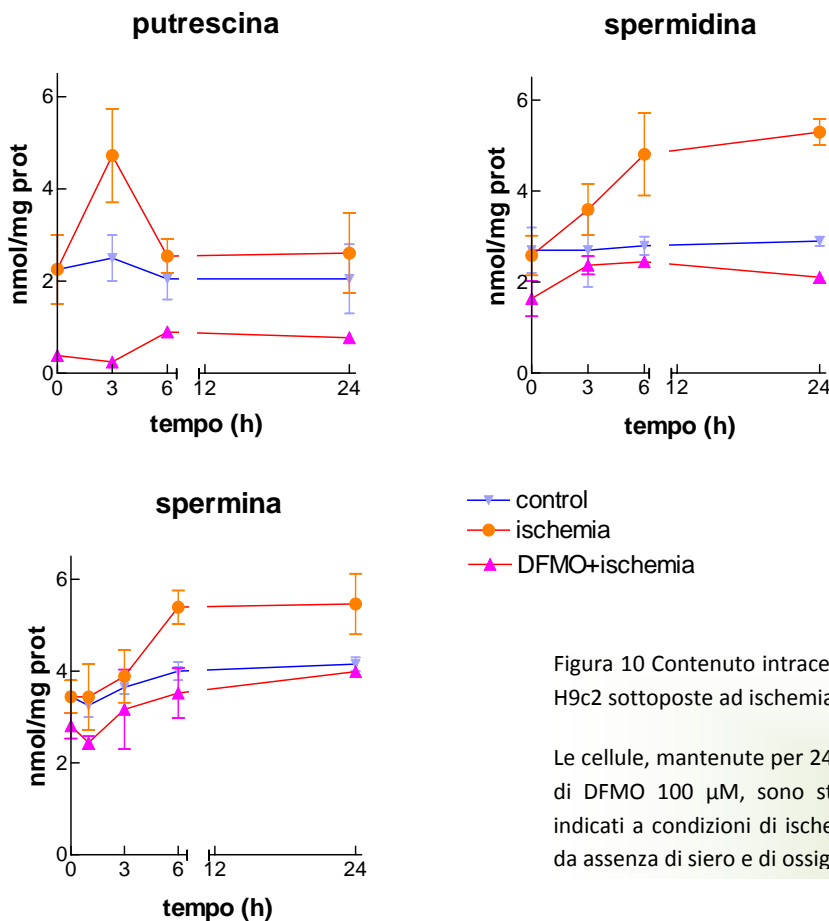 putrescina
6
4
2
0
nmol/mg prot
0 3 6 12 24
tempo (h)
spermidina
6
4
2
0
nmol/mg prot
0 3 6 12 24
tempo (h)
spermina
6
4
2
0
nmol/mg prot
0 3 6 12 24
tempo (h)
control
ischemia
DFMO+ischemia
Figura 10 Contenuto intrace
H9c2 sottoposte ad ischemia
Le cellule, mantenute per 24
di DFMO 100 µM, sono st
indicati a condizioni di ische
da assenza di siero e di ossig